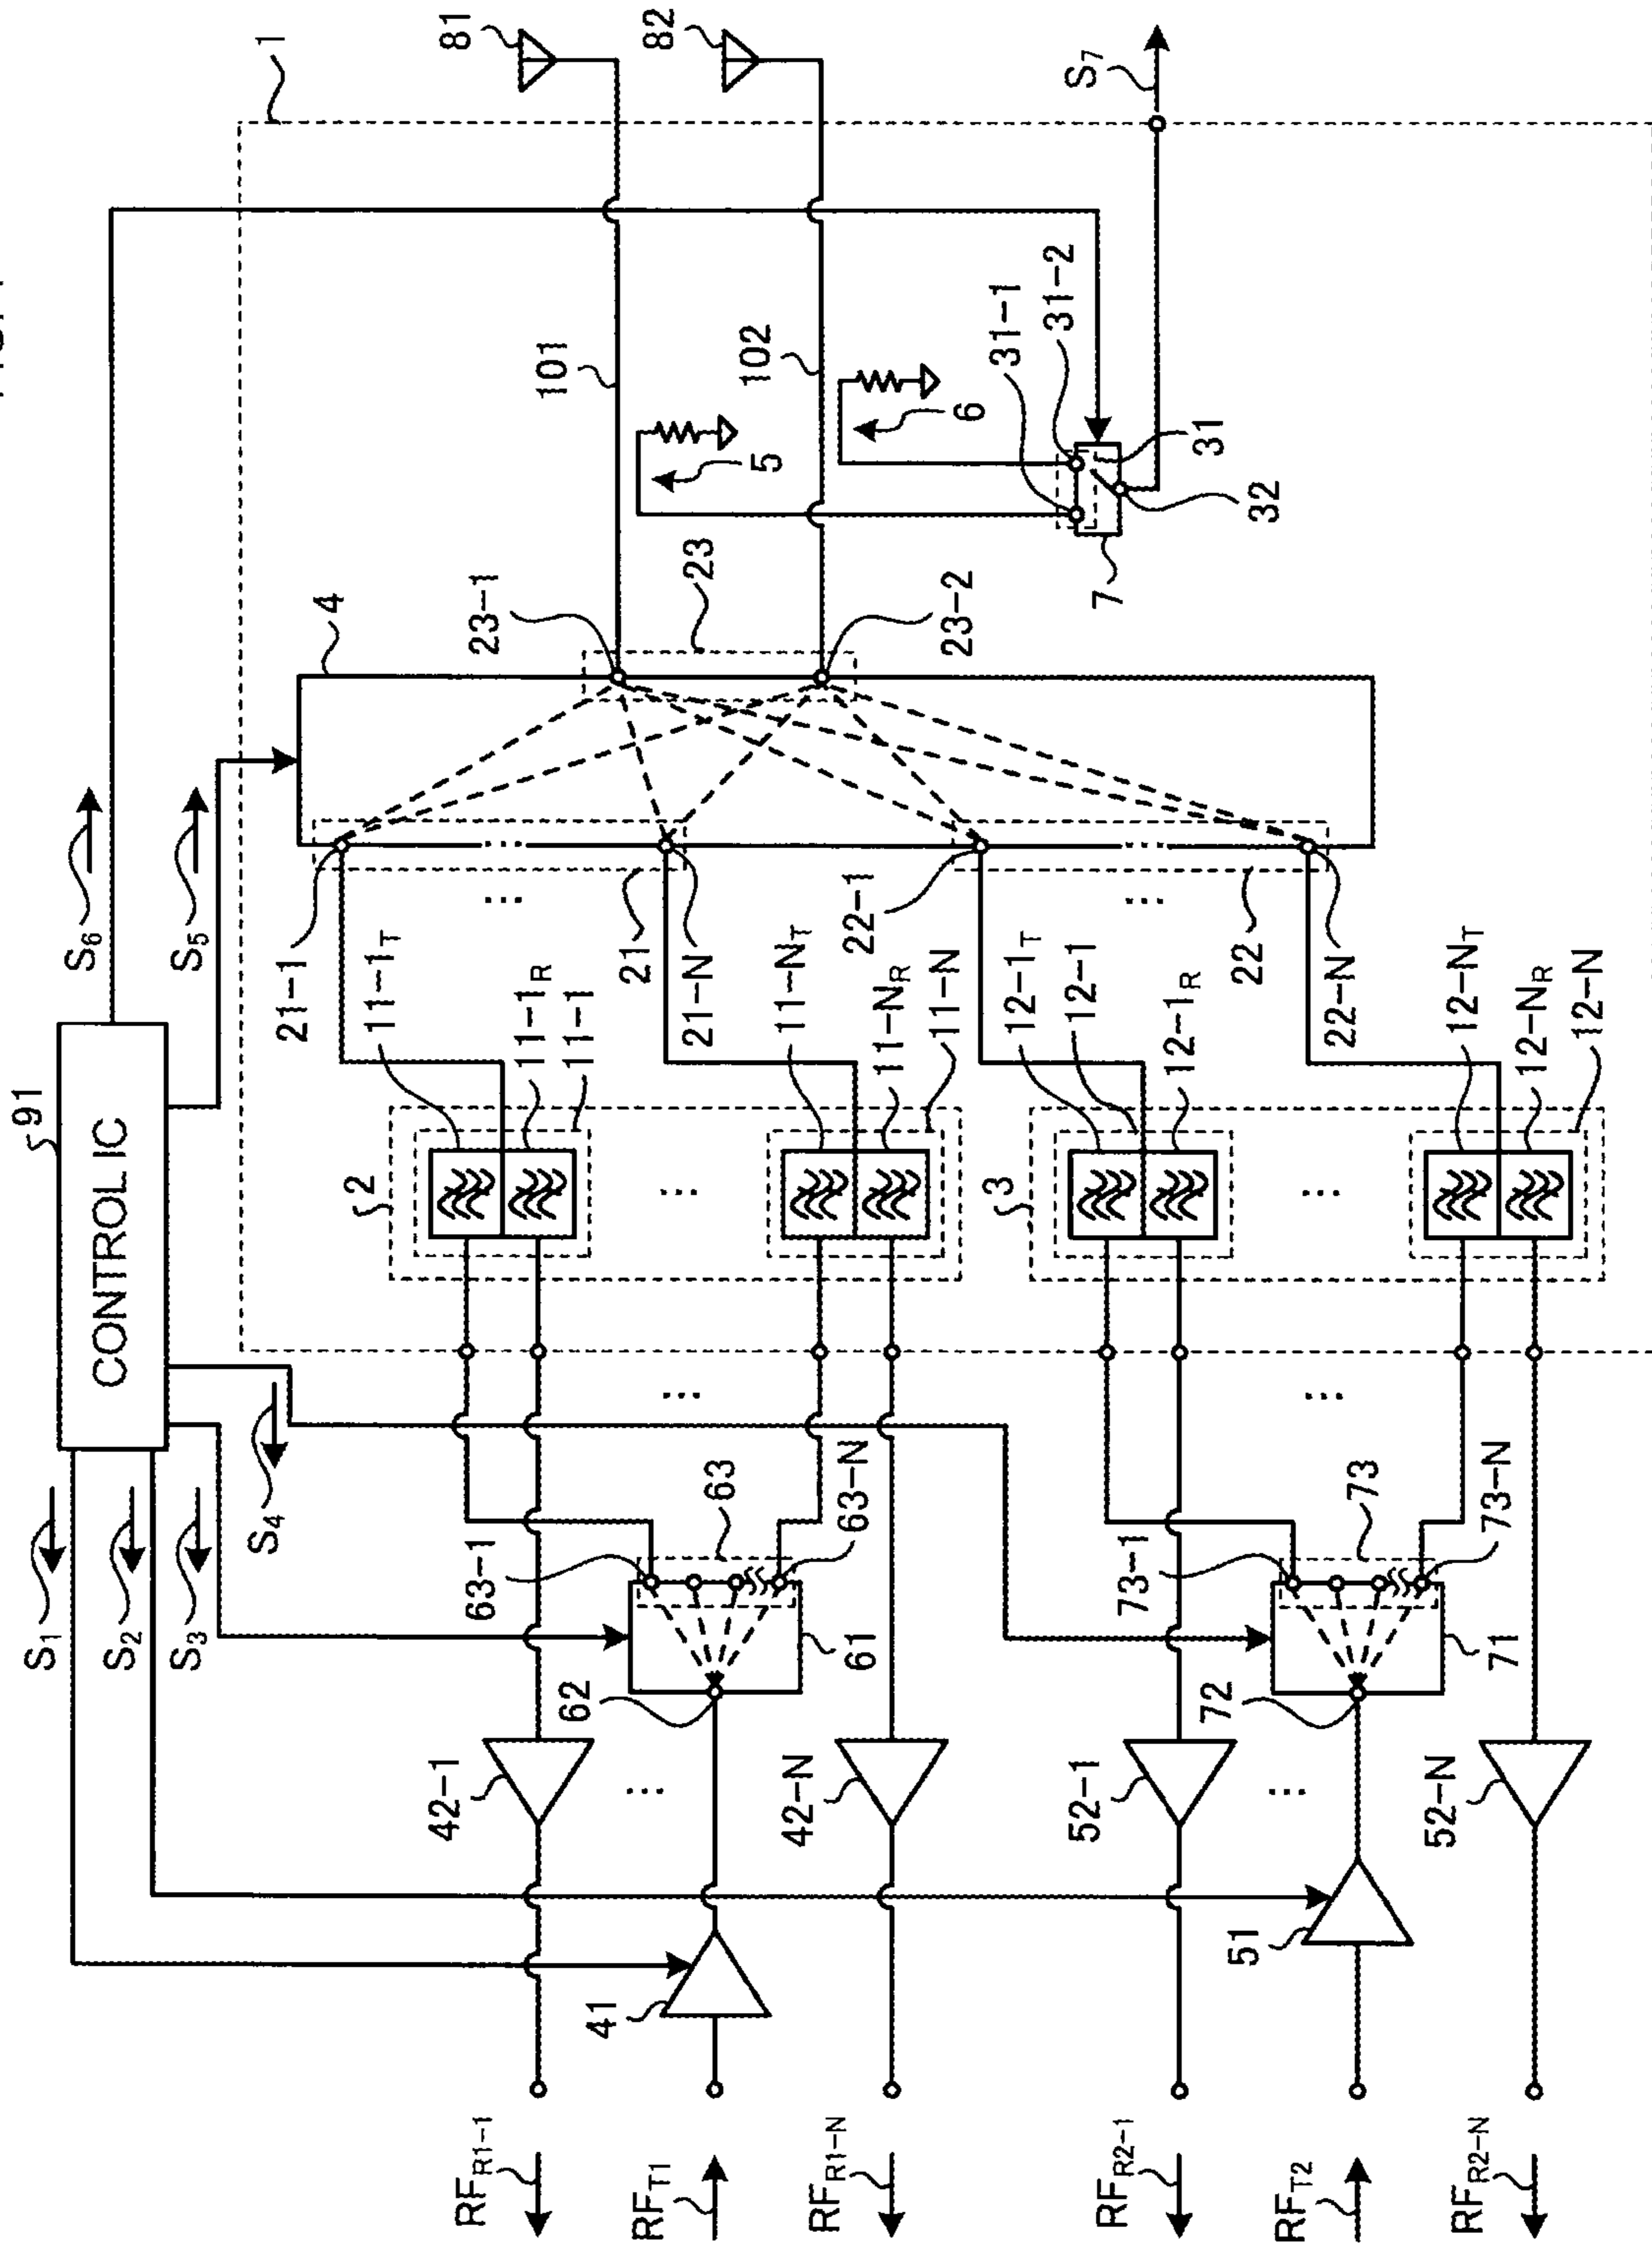 CONTROL IC
91
S1
S2
S3
S4
S5
S6
S7
1
81
82
101
102
4
23-1
23
23-2
5
6
31-1
31-2
31
32
7
21-1
21
21-N
22-1
22
22-N
11-1T
11-1R
11-1
11-NT
11-NR
11-N
12-1T
12-1
12-1R
12-NT
12-NR
12-N
2
3
...
...
...
...
...
...
...
...
...
...
63-1
63
63-N
61
62
73-1
73
73-N
71
72
42-1
42-N
52-1
52-N
41
51
RFR1-1
RFT1
RFR1-N
RFR2-1
RFT2
RFR2-N